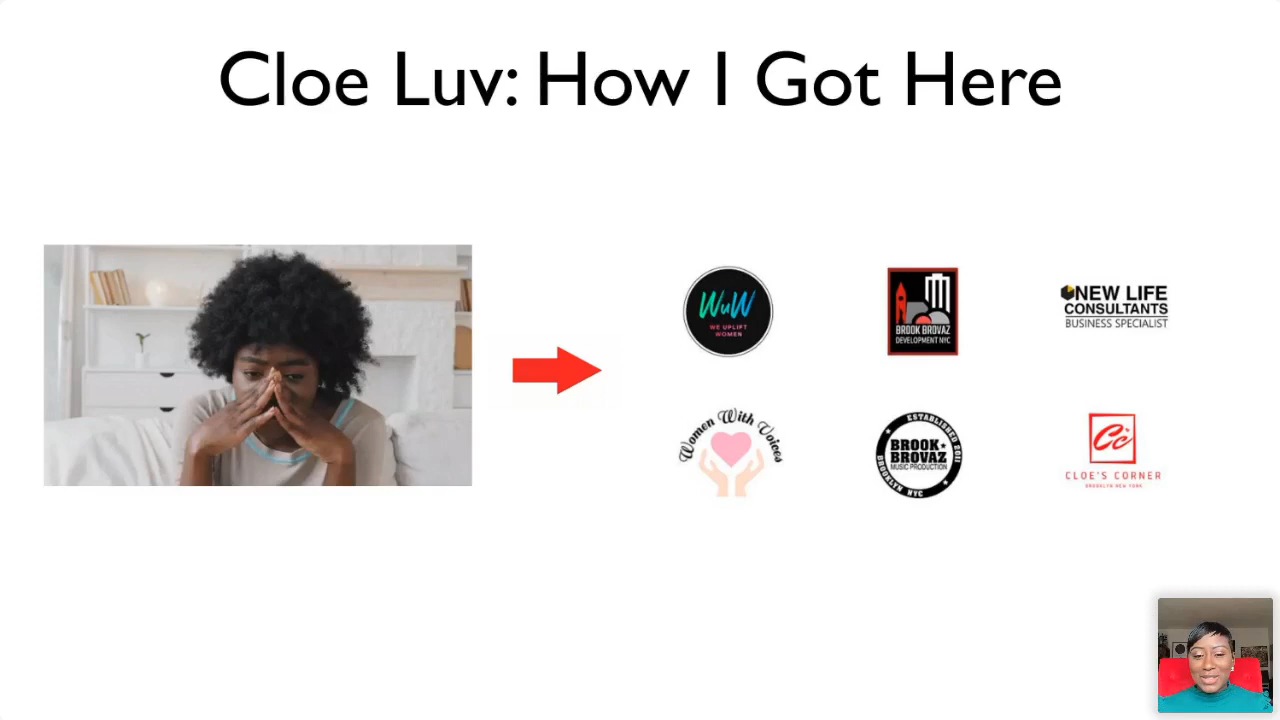 Cloe Luv: How I Got Here
WuW
WE UPLIFT
WOMEN
BROOK BROVAZ
DEVELOPMENT NYC
NEW LIFE
CONSULTANTS
BUSINESS SPECIALIST
Women With Voices
ESTABLISHED 2011
BROOK
BROVAZ
MUSIC PRODUCTION
BROOKLYN NYC
Cc
CLOE'S CORNER
BROOKLYN NEW YORK